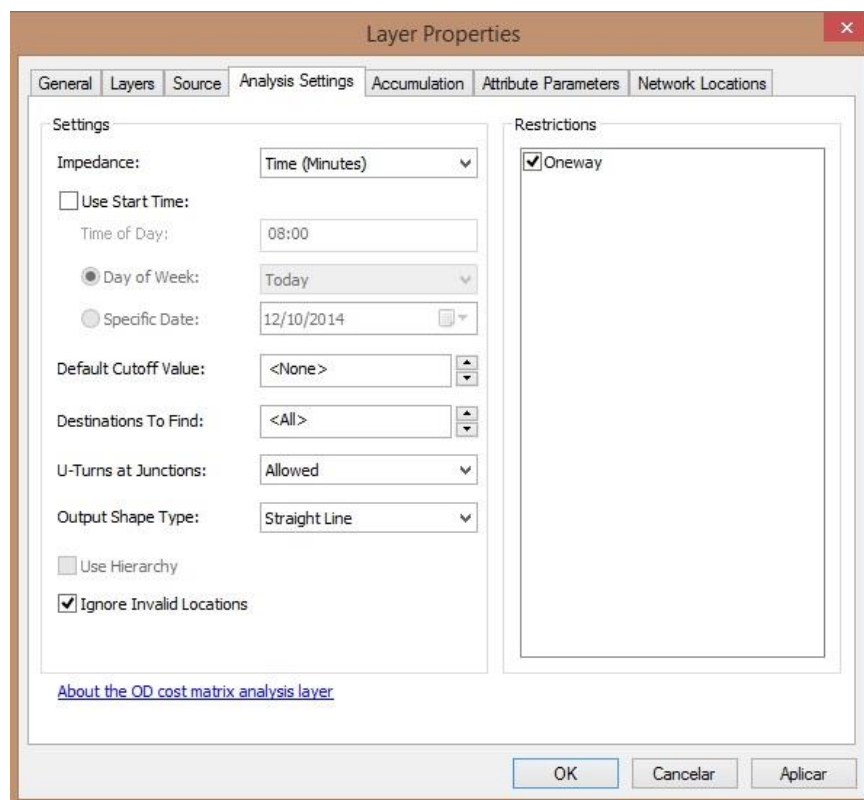 Layer Properties
General Layers Source Analysis Settings Accumulation Attribute Parameters Network Locations
Settings
Impedance: Time (Minutes)
Use Start Time:
Time of Day: 08:00
Day of Week: Today
Specific Date: 12/10/2014
Default Cutoff Value: <None>
Destinations To Find: <All>
U-Turns at Junctions: Allowed
Output Shape Type: Straight Line
Use Hierarchy
Ignore Invalid Locations
About the OD cost matrix analysis layer
Restrictions
Oneway
OK Cancelar Aplicar